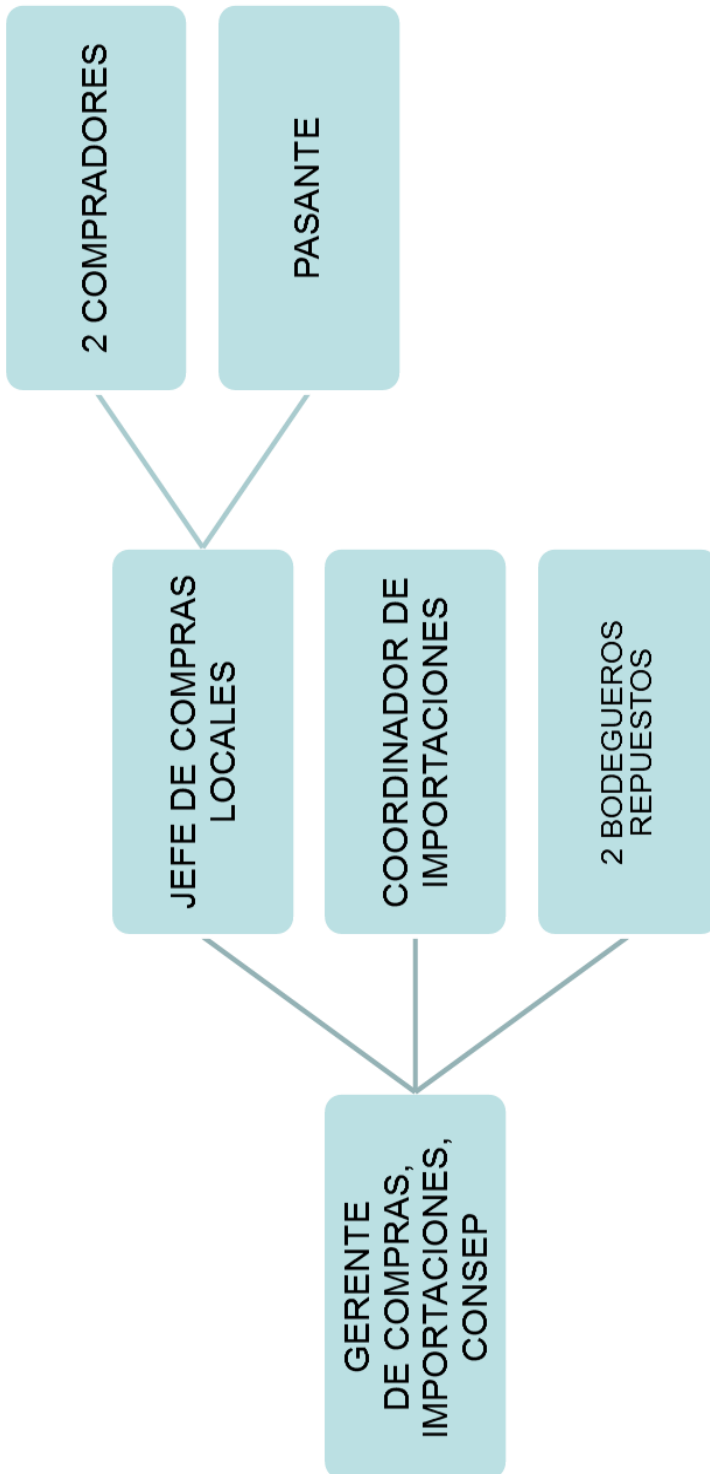 GERENTE
DE COMPRAS,
IMPORTACIONES,
CONSEP
JEFE DE COMPRAS
LOCALES
COORDINADOR DE
IMPORTACIONES
2 BODEGUEROS
REPUESTOS
2 COMPRADORES
PASANTE